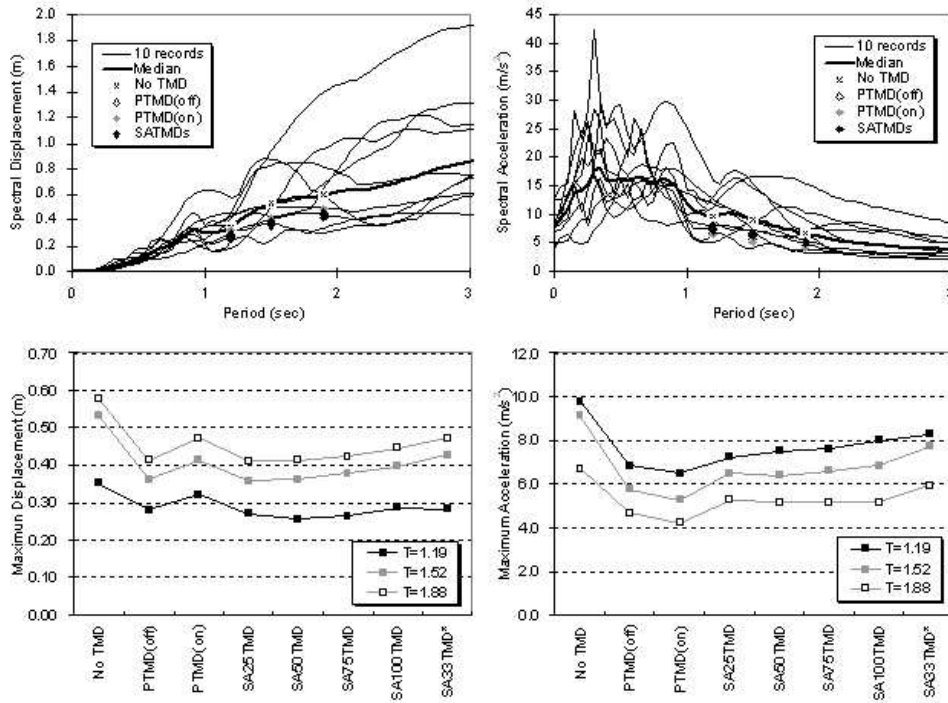 2.0
1.8
1.6
1.4
1.2
1.0
0.8
0.6
0.4
0.2
0.0
Spectral Displacement (m)
10 records
Median
No TMD
PTMD(off)
PTMD(on)
SATMDs
0 1 2 3
Period (sec)
45
40
35
30
25
20
15
10
5
0
Spectral Acceleration (m/s²)
10 records
Median
No TMD
PTMD(off)
PTMD(on)
SATMDs
0 1 2 3
Period (sec)
0.70
0.60
0.50
0.40
0.30
0.20
0.10
0.00
Maximun Displacement (m)
T=1.19
T=1.52
T=1.88
No TMD
PTMD(off)
PTMD(on)
SA25TMD
SA50TMD
SA75TMD
SA100TMD
SA33TMD*
12.0
10.0
8.0
6.0
4.0
2.0
0.0
Maximum Acceleration (m/s²)
T=1.19
T=1.52
T=1.88
No TMD
PTMD(off)
PTMD(on)
SA25TMD
SA50TMD
SA75TMD
SA100TMD
SA33TMD*